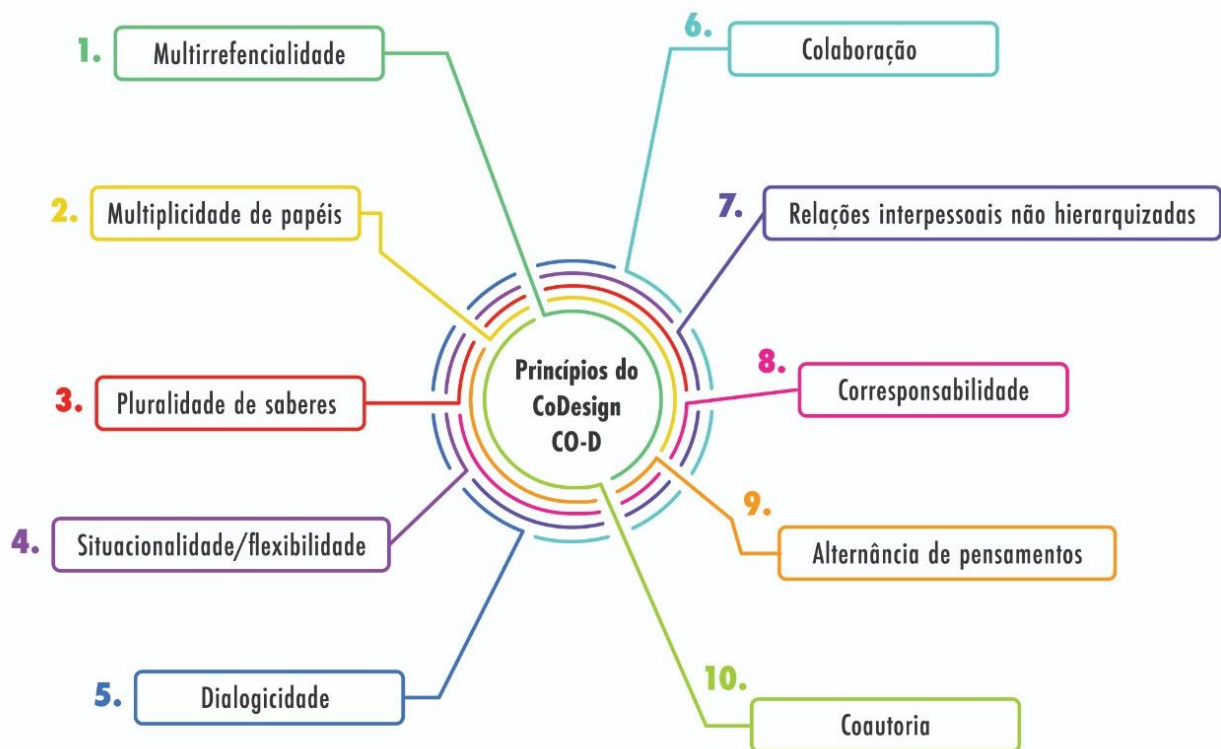 1. Multirrefencialidade
2. Multiplicidade de papéis
3. Pluralidade de saberes
4. Situacionalidade/flexibilidade
5. Dialogicidade
Princípios do
CoDesign
CO-D
6. Colaboração
7. Relações interpessoais não hierarquizadas
8. Corresponsabilidade
9. Alternância de pensamentos
10. Coautoria